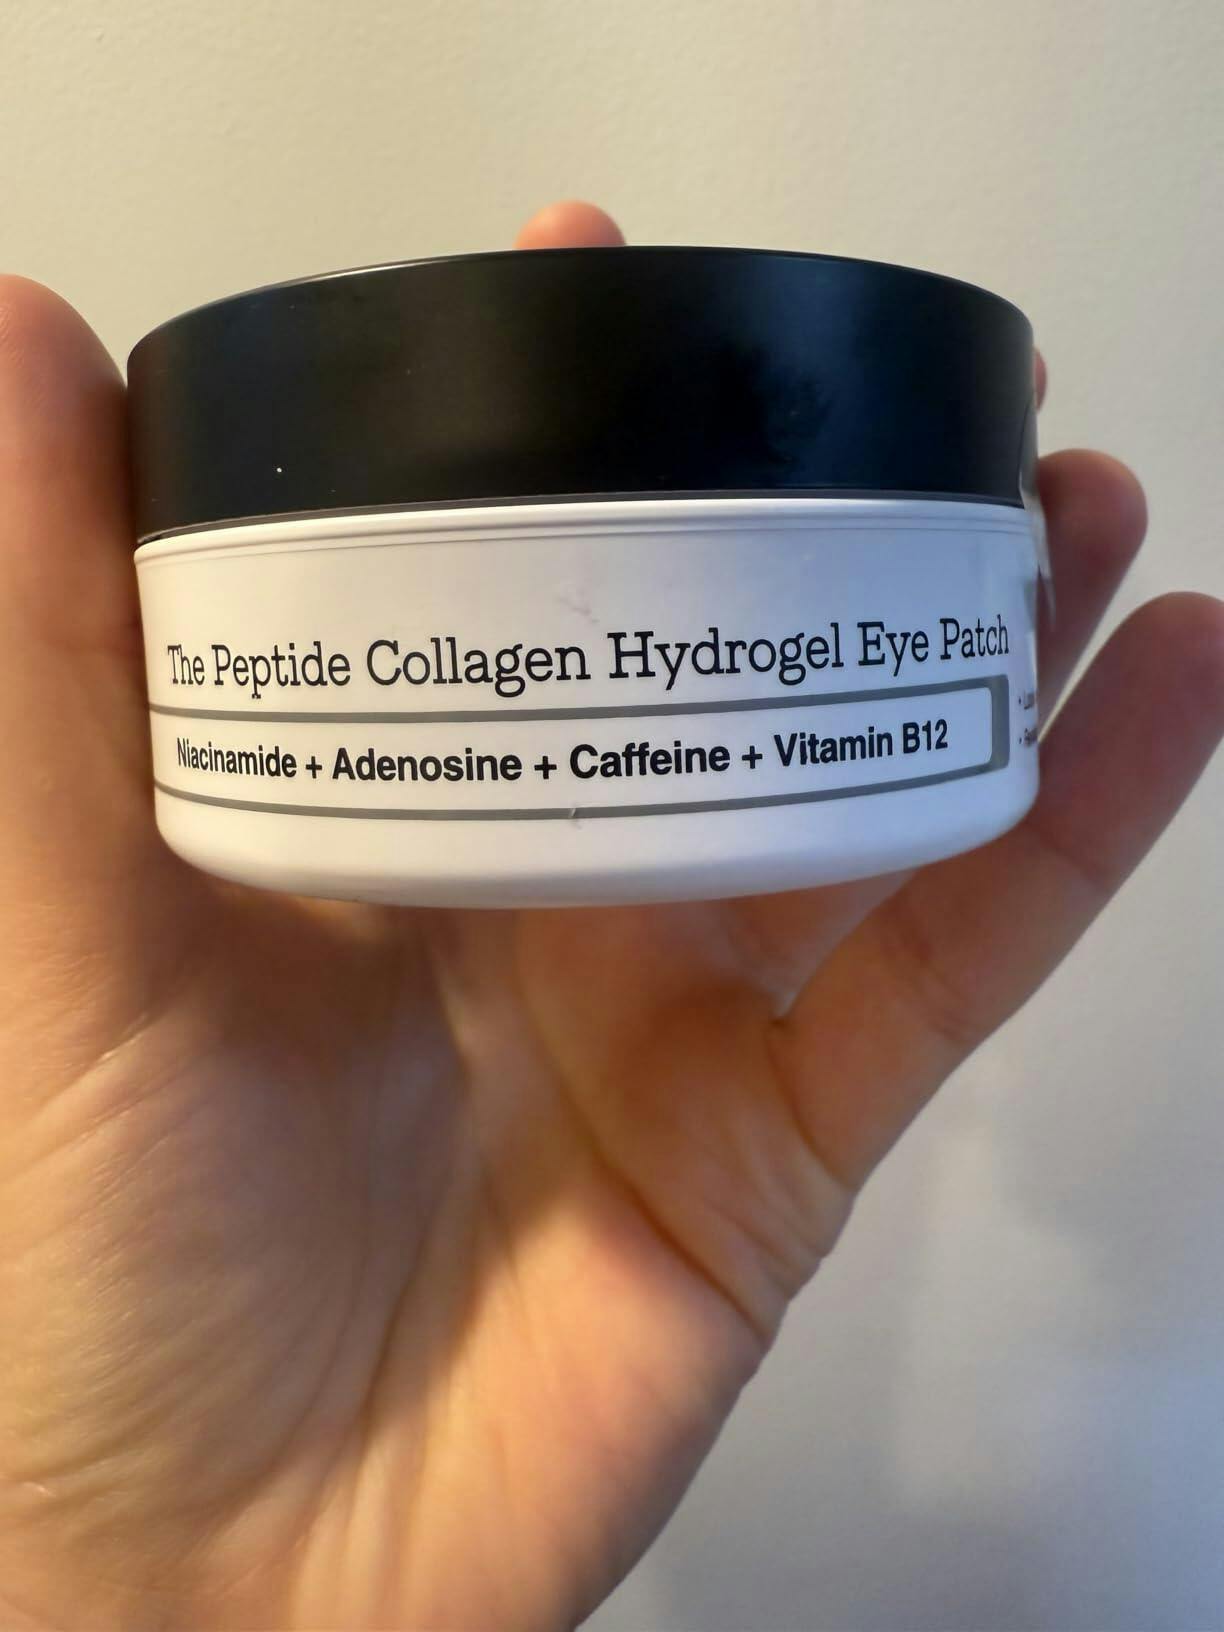 The Peptide Collagen Hydrogel Eye Patch
Niacinamide + Adenosine + Caffeine + Vitamin B12